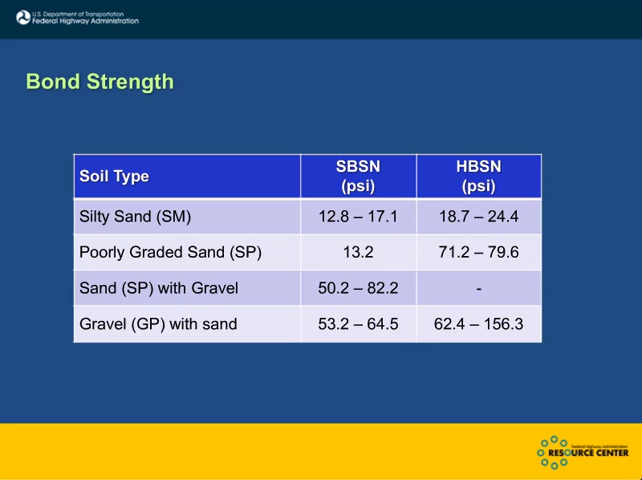 U.S. Department of Transportation
Federal Highway Administration
Bond Strength
Soil Type SBSN (psi) HBSN (psi)
Silty Sand (SM) 12.8 – 17.1 18.7 – 24.4
Poorly Graded Sand (SP) 13.2 71.2 – 79.6
Sand (SP) with Gravel 50.2 – 82.2 -
Gravel (GP) with sand 53.2 – 64.5 62.4 – 156.3
Federal Highway Administration
RESOURCE CENTER